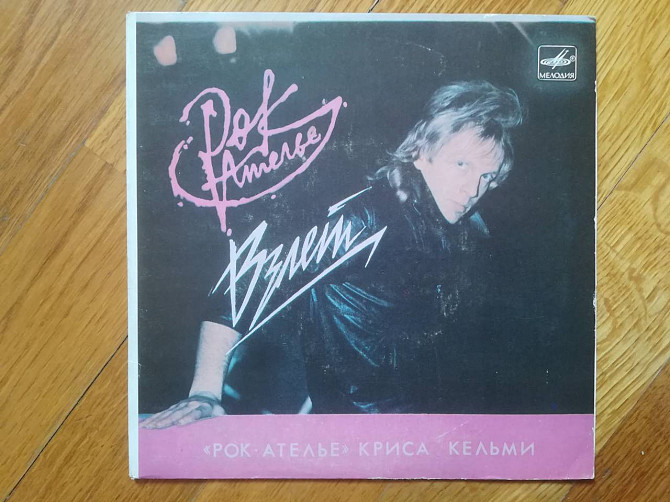 МЕЛОДИЯ
Рок
Ателье
Взлет
«РОК-АТЕЛЬЕ» КРИСА КЕЛЬМИ